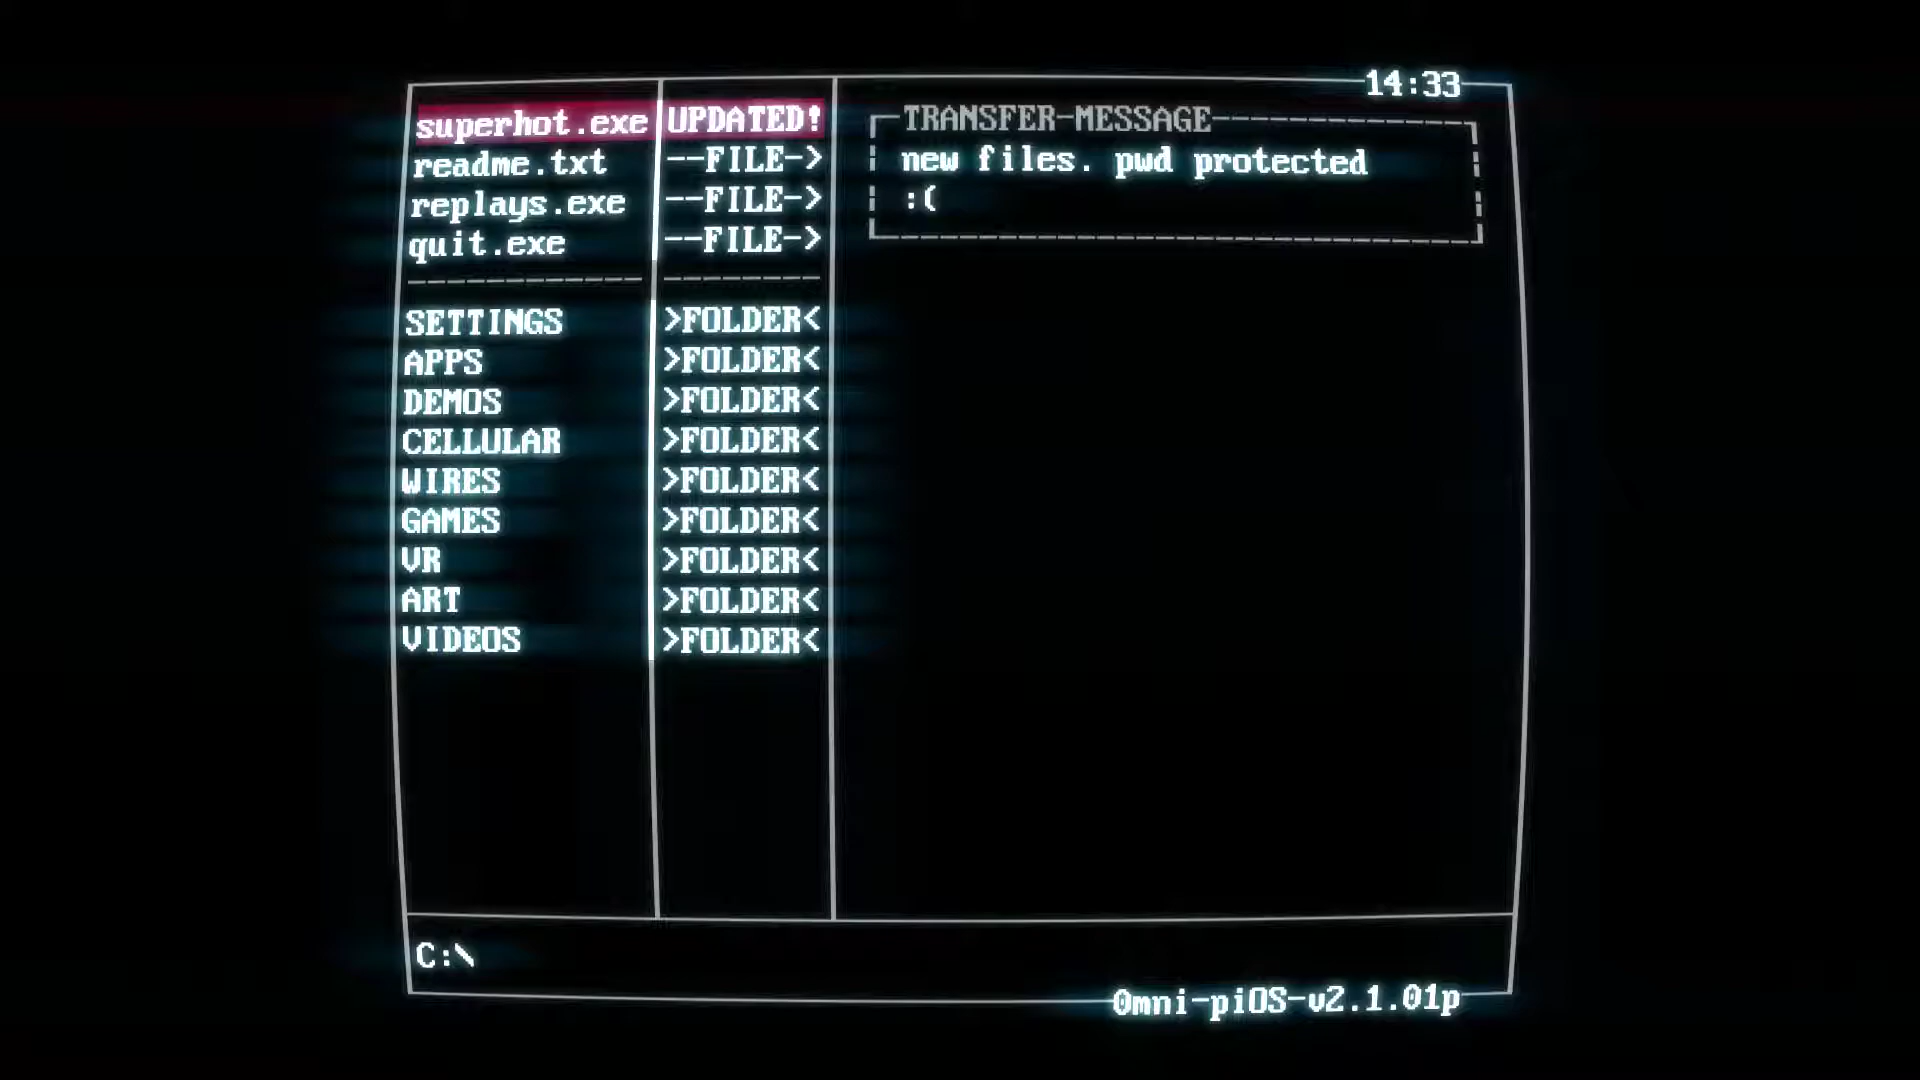 14:33
superhot.exe UPDATED!
readme.txt --FILE->
replays.exe --FILE->
quit.exe --FILE->
SETTINGS >FOLDER<
APPS >FOLDER<
DEMOS >FOLDER<
CELLULAR >FOLDER<
WIRES >FOLDER<
GAMES >FOLDER<
VR >FOLDER<
ART >FOLDER<
VIDEOS >FOLDER<
TRANSFER-MESSAGE
new files. pwd protected
:(
C:\
0mni-piOS-v2.1.01p